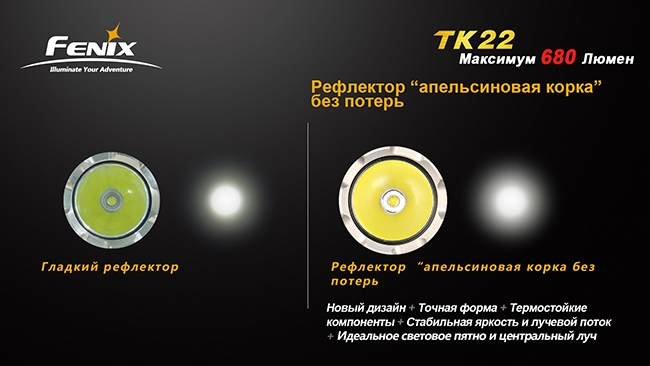 FENIX
Illuminate Your Adventure
TK22
Максимум 680 Люмен
Рефлектор “апельсиновая корка”
без потерь
Гладкий рефлектор
Рефлектор “апельсиновая корка без
потерь
Новый дизайн + Точная форма + Термостойкие
компоненты + Стабильная яркость и лучевой поток
+ Идеальное световое пятно и центральный луч